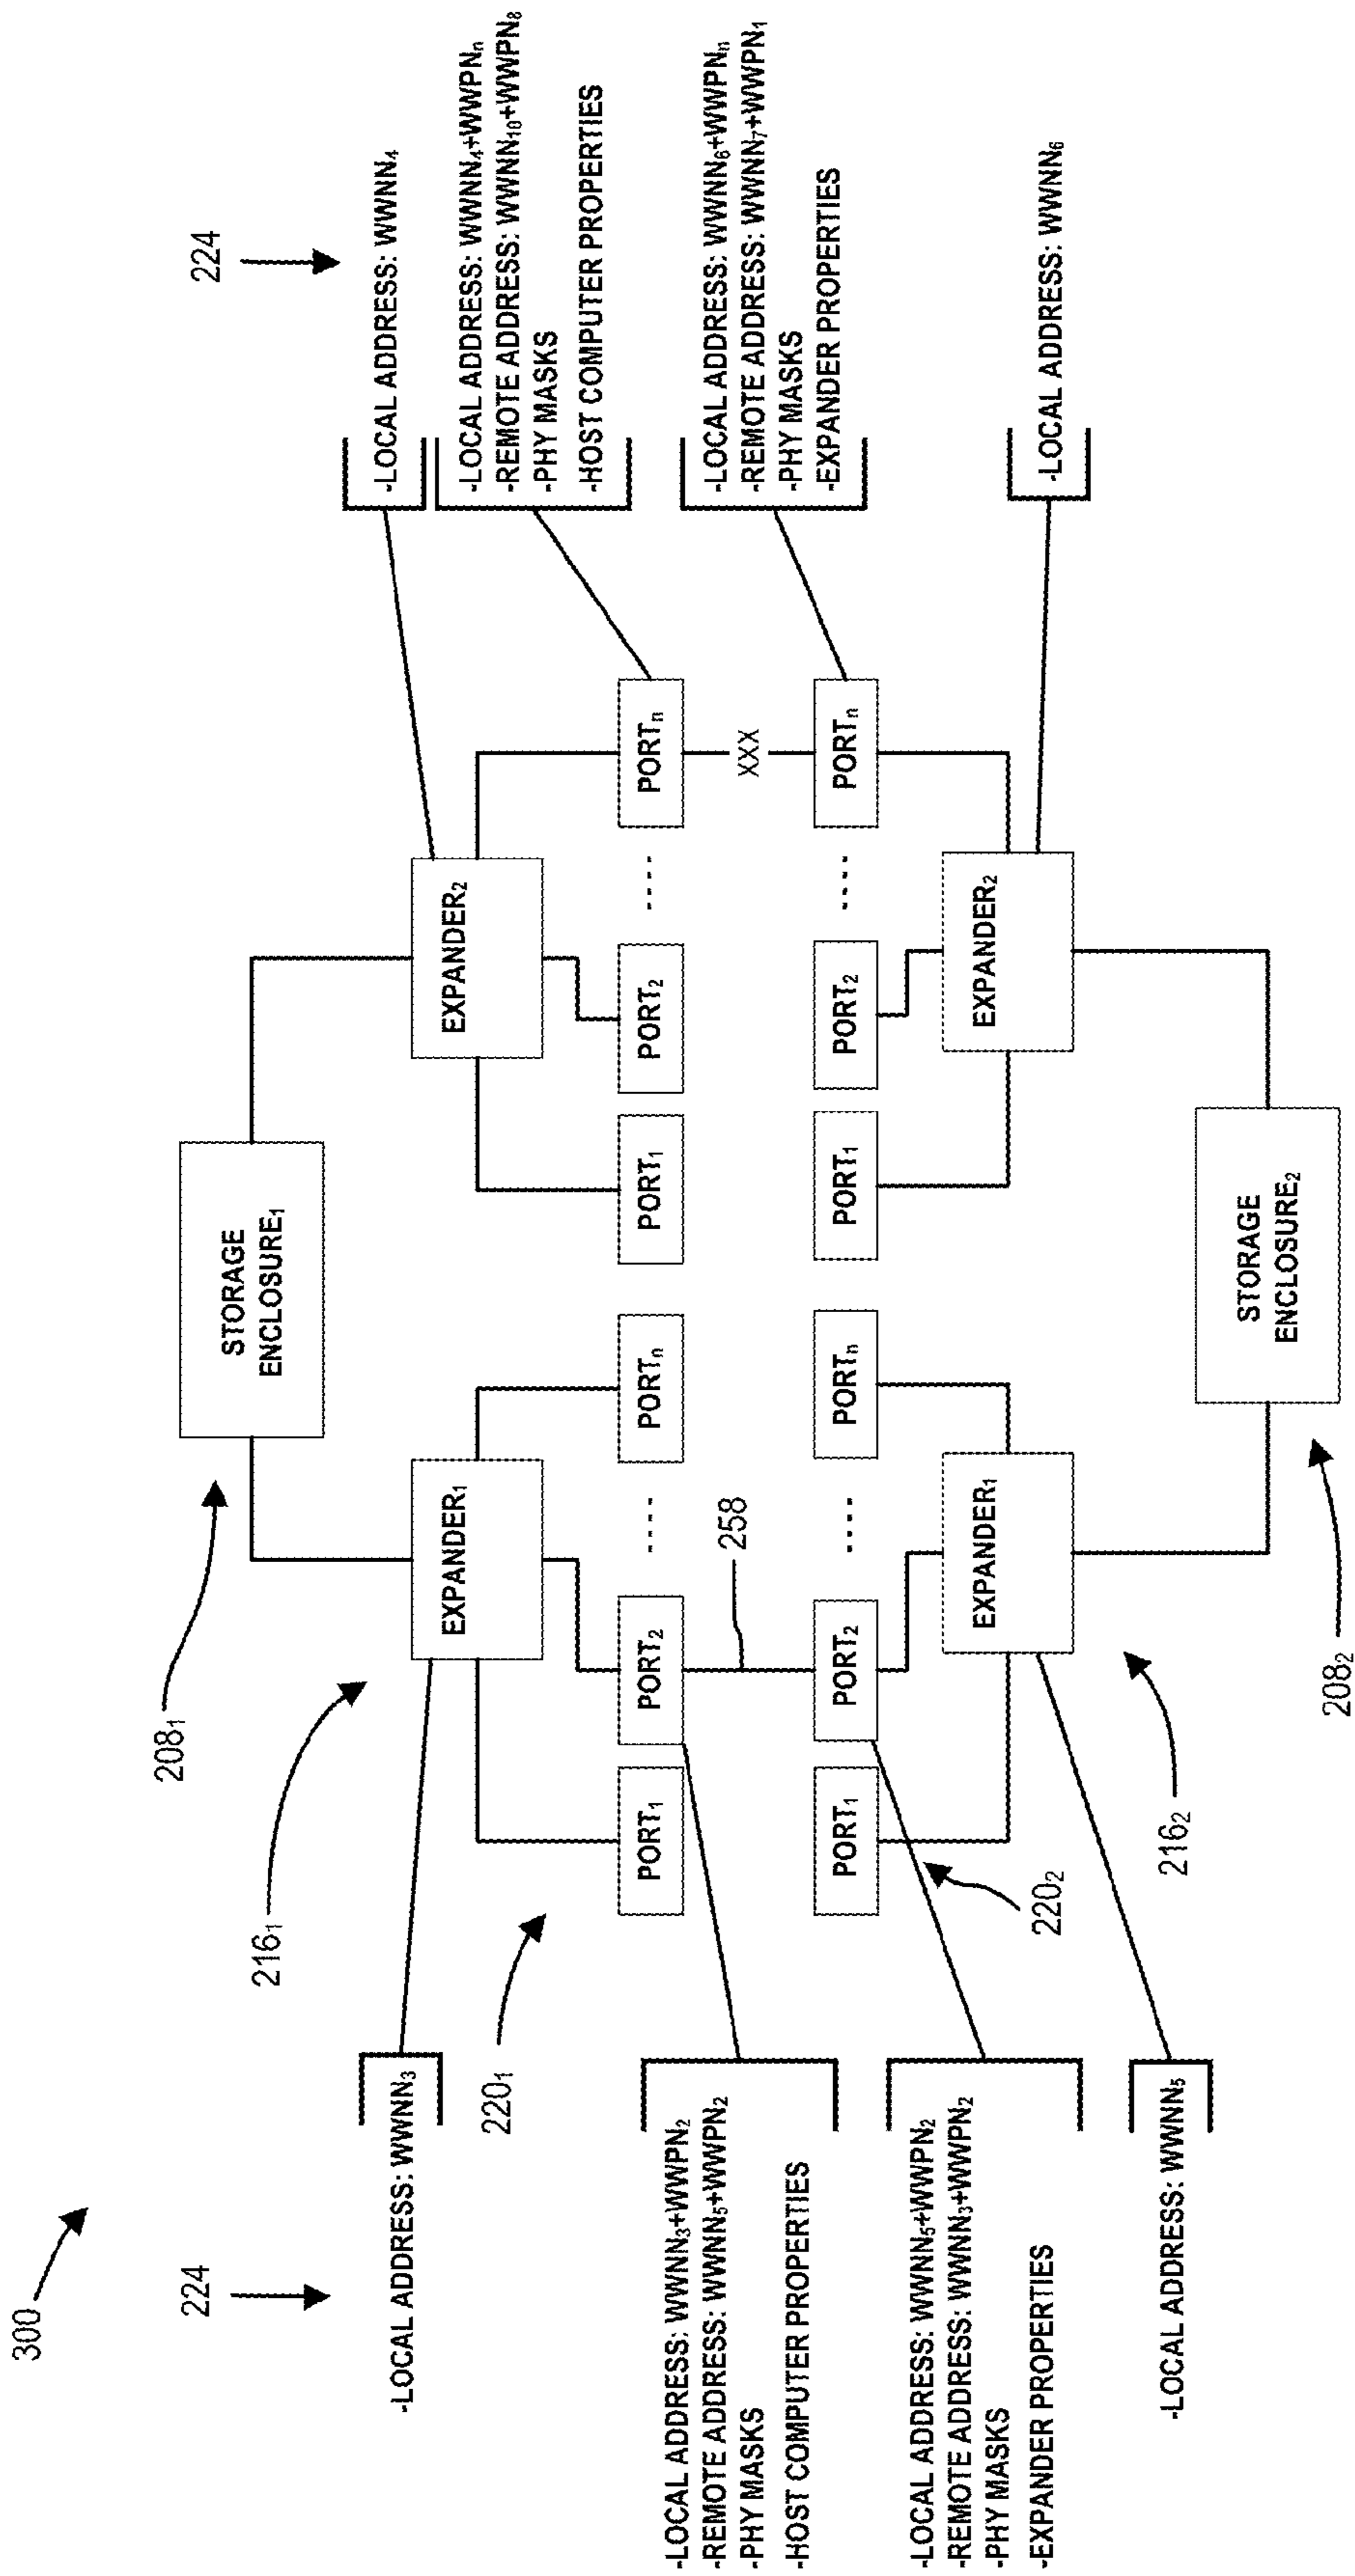 300
224
-LOCAL ADDRESS: WWNN₃
208₁
216₁
220₁
STORAGE
ENCLOSURE₁
EXPANDER₁
EXPANDER₂
-LOCAL ADDRESS: WWNN₄
224
PORT₁
PORT₂
....
PORTₙ
PORT₁
PORT₂
....
PORTₙ
-LOCAL ADDRESS: WWNN₄+WWPNₙ
-REMOTE ADDRESS: WWNN₁₀+WWPN₈
-PHY MASKS
-HOST COMPUTER PROPERTIES
-LOCAL ADDRESS: WWNN₃+WWPN₂
-REMOTE ADDRESS: WWNN₅+WWPN₂
-PHY MASKS
-HOST COMPUTER PROPERTIES
258
XXX
PORT₁
PORT₂
....
PORTₙ
PORT₁
PORT₂
....
PORTₙ
-LOCAL ADDRESS: WWNN₆+WWPNₙ
-REMOTE ADDRESS: WWNN₇+WWPN₁
-PHY MASKS
-EXPANDER PROPERTIES
-LOCAL ADDRESS: WWNN₅+WWPN₂
-REMOTE ADDRESS: WWNN₃+WWPN₂
-PHY MASKS
-EXPANDER PROPERTIES
220₂
EXPANDER₁
EXPANDER₂
-LOCAL ADDRESS: WWNN₆
-LOCAL ADDRESS: WWNN₅
216₂
STORAGE
ENCLOSURE₂
208₂